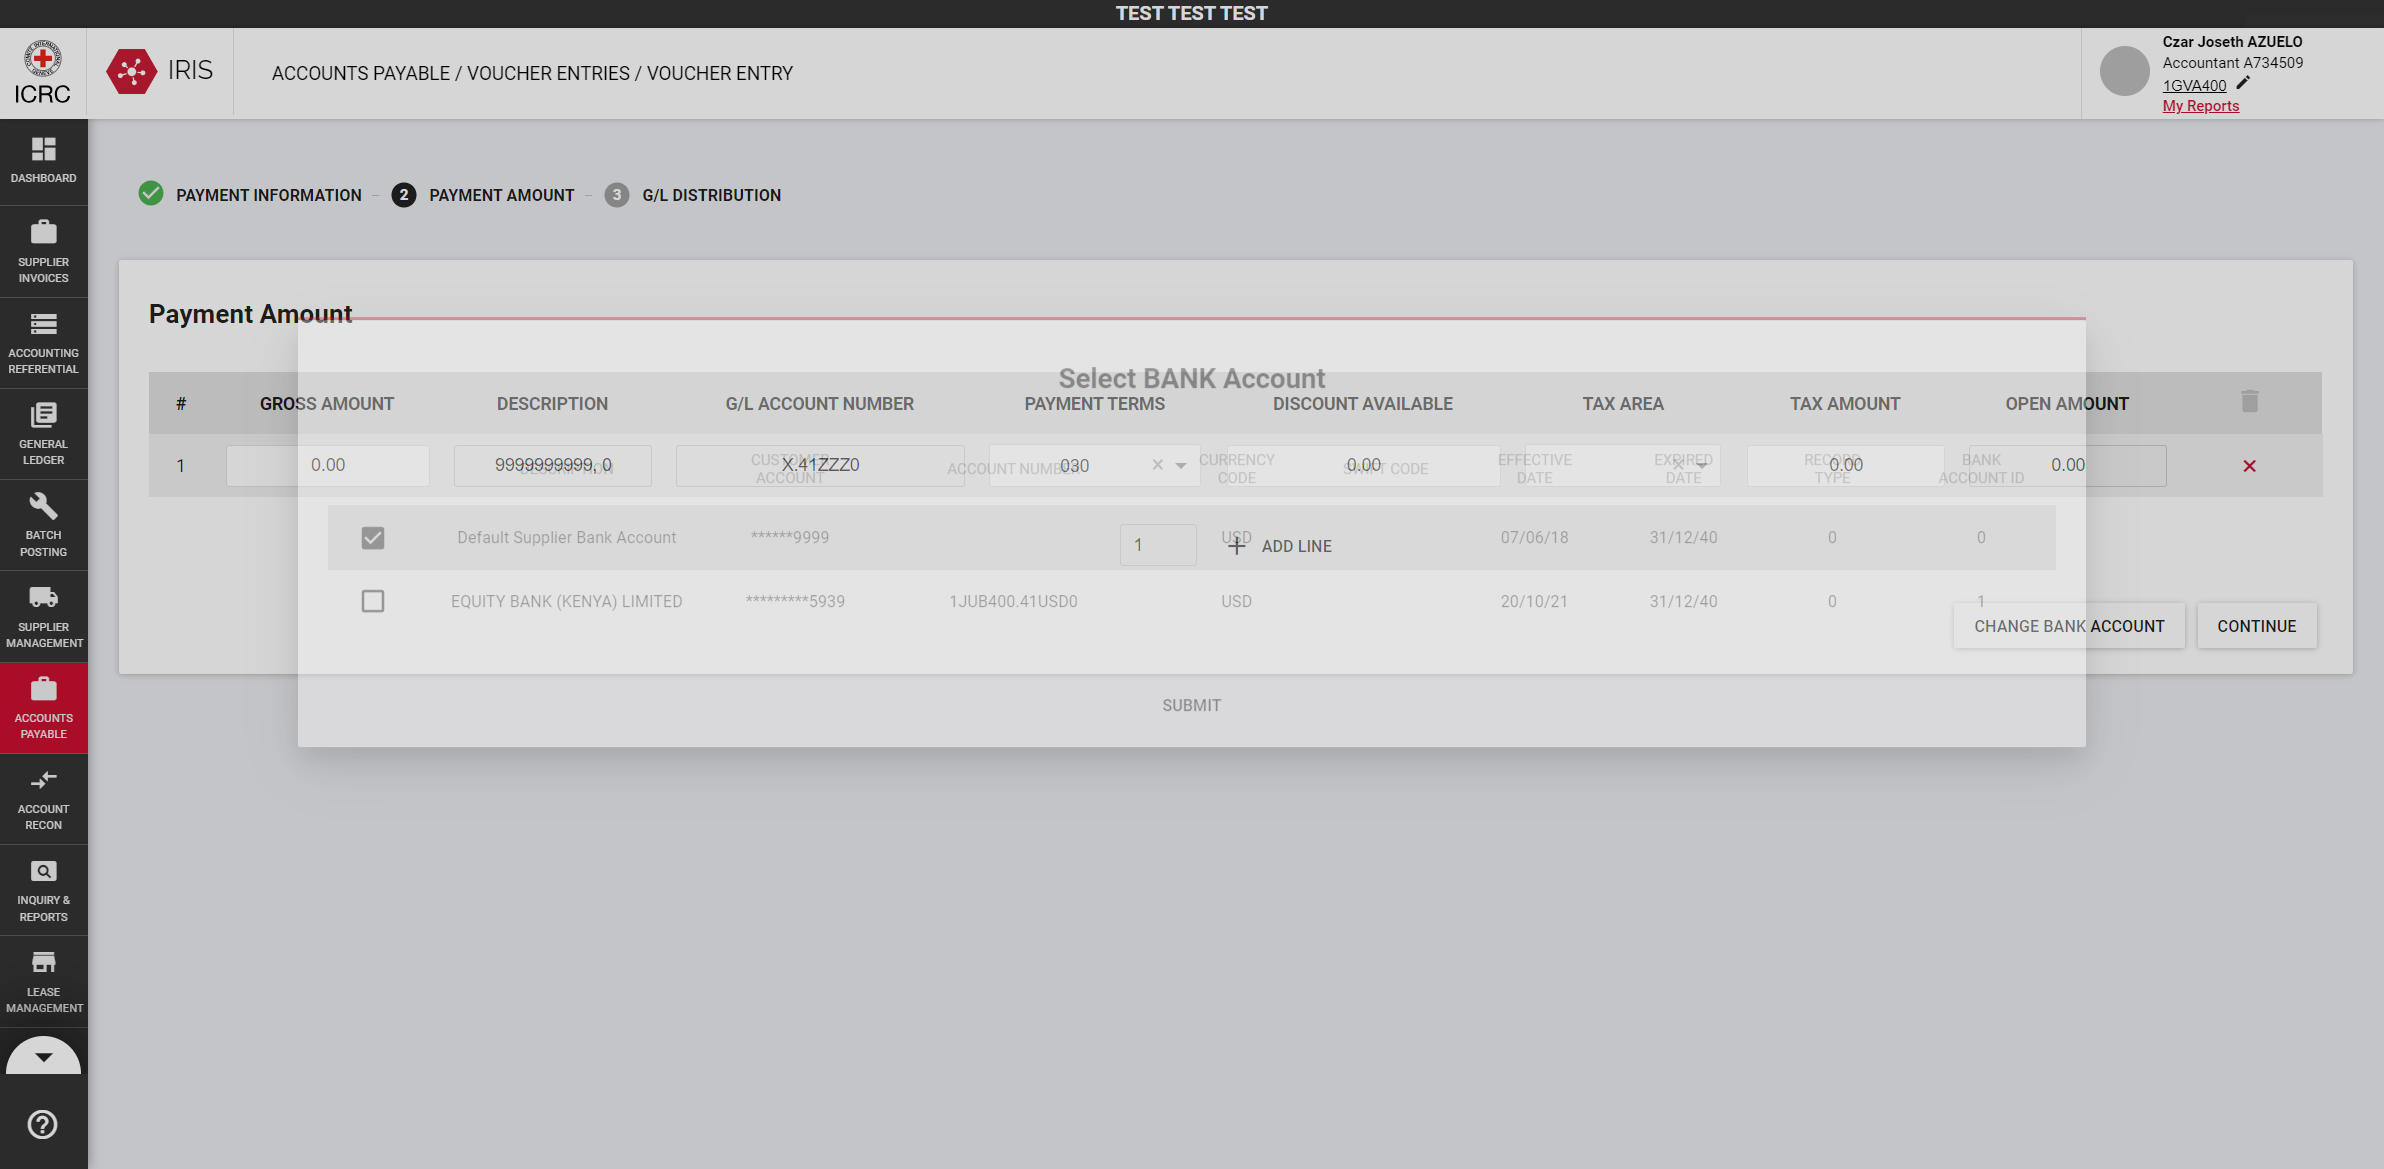 TEST TEST TEST
ICRC
IRIS
ACCOUNTS PAYABLE / VOUCHER ENTRIES / VOUCHER ENTRY
Czar Joseth AZUELO
Accountant A734509
1GVA400
My Reports
DASHBOARD
SUPPLIER
INVOICES
ACCOUNTING
REFERENTIAL
GENERAL
LEDGER
BATCH
POSTING
SUPPLIER
MANAGEMENT
ACCOUNTS
PAYABLE
ACCOUNT
RECON
INQUIRY &
REPORTS
LEASE
MANAGEMENT
PAYMENT INFORMATION – 2 PAYMENT AMOUNT – 3 G/L DISTRIBUTION
Payment Amount
Select BANK Account
# GROSS AMOUNT DESCRIPTION G/L ACCOUNT NUMBER PAYMENT TERMS DISCOUNT AVAILABLE TAX AREA TAX AMOUNT OPEN AMOUNT
1 0.00 9999999999, 0 X.41ZZZ0 030 0.00 0.00 0.00
DESCRIPTION CUSTOMER ACCOUNT ACCOUNT NUMBER CURRENCY CODE SWIFT CODE EFFECTIVE DATE EXPIRED DATE RECORD TYPE BANK ACCOUNT ID
Default Supplier Bank Account ******9999 USD 07/06/18 31/12/40 0 0
1 ADD LINE
EQUITY BANK (KENYA) LIMITED *********5939 1JUB400.41USD0 USD 20/10/21 31/12/40 0 1
CHANGE BANK ACCOUNT CONTINUE
SUBMIT